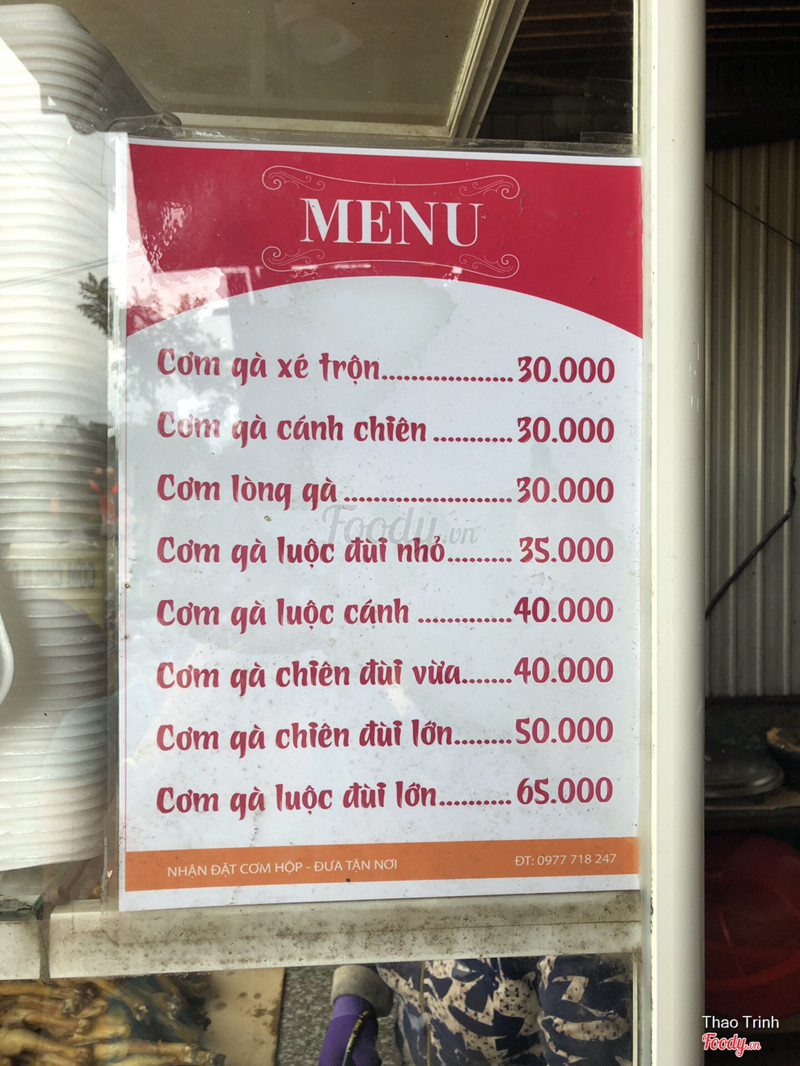 MENU
Cơm gà xé trộn.................. 30.000
Cơm gà cánh chiên ............ 30.000
Cơm lòng gà ........................ 30.000
Cơm gà luộc đùi nhỏ.......... 35.000
Cơm gà luộc cánh .............. 40.000
Cơm gà chiên đùi vừa....... 40.000
Cơm gà chiên đùi lớn........ 50.000
Cơm gà luộc đùi lớn........... 65.000
NHẬN ĐẶT CƠM HỘP - ĐƯA TẬN NƠI ĐT: 0977 718 247
Foody.vn
Thao Trinh
Foody.vn